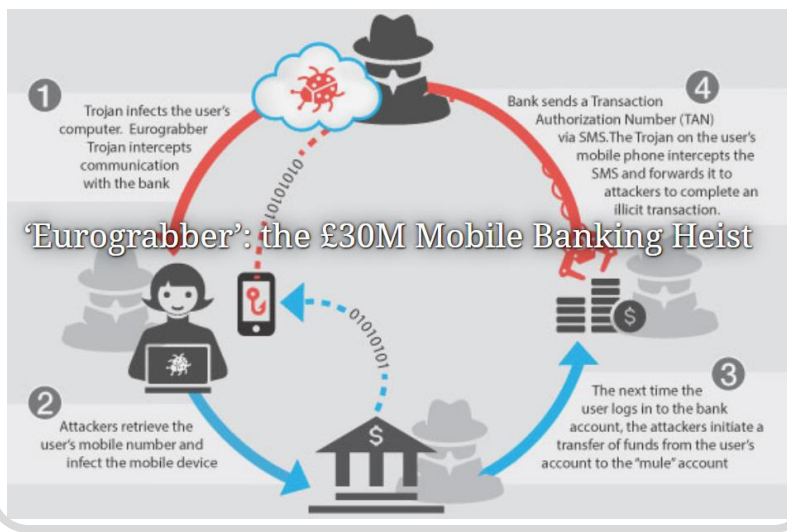 1
Trojan infects the user's
computer. Eurograbber
Trojan intercepts
communication
with the bank
4
Bank sends a Transaction
Authorization Number (TAN)
via SMS.The Trojan on the user's
mobile phone intercepts the
SMS and forwards it to
attackers to complete an
illicit transaction.
01010101
‘Eurograbber’: the £30M Mobile Banking Heist
$
01010101
2
Attackers retrieve the
user's mobile number and
infect the mobile device
$
3
The next time the
user logs in to the bank
account, the attackers initiate a
transfer of funds from the user's
account to the “mule” account